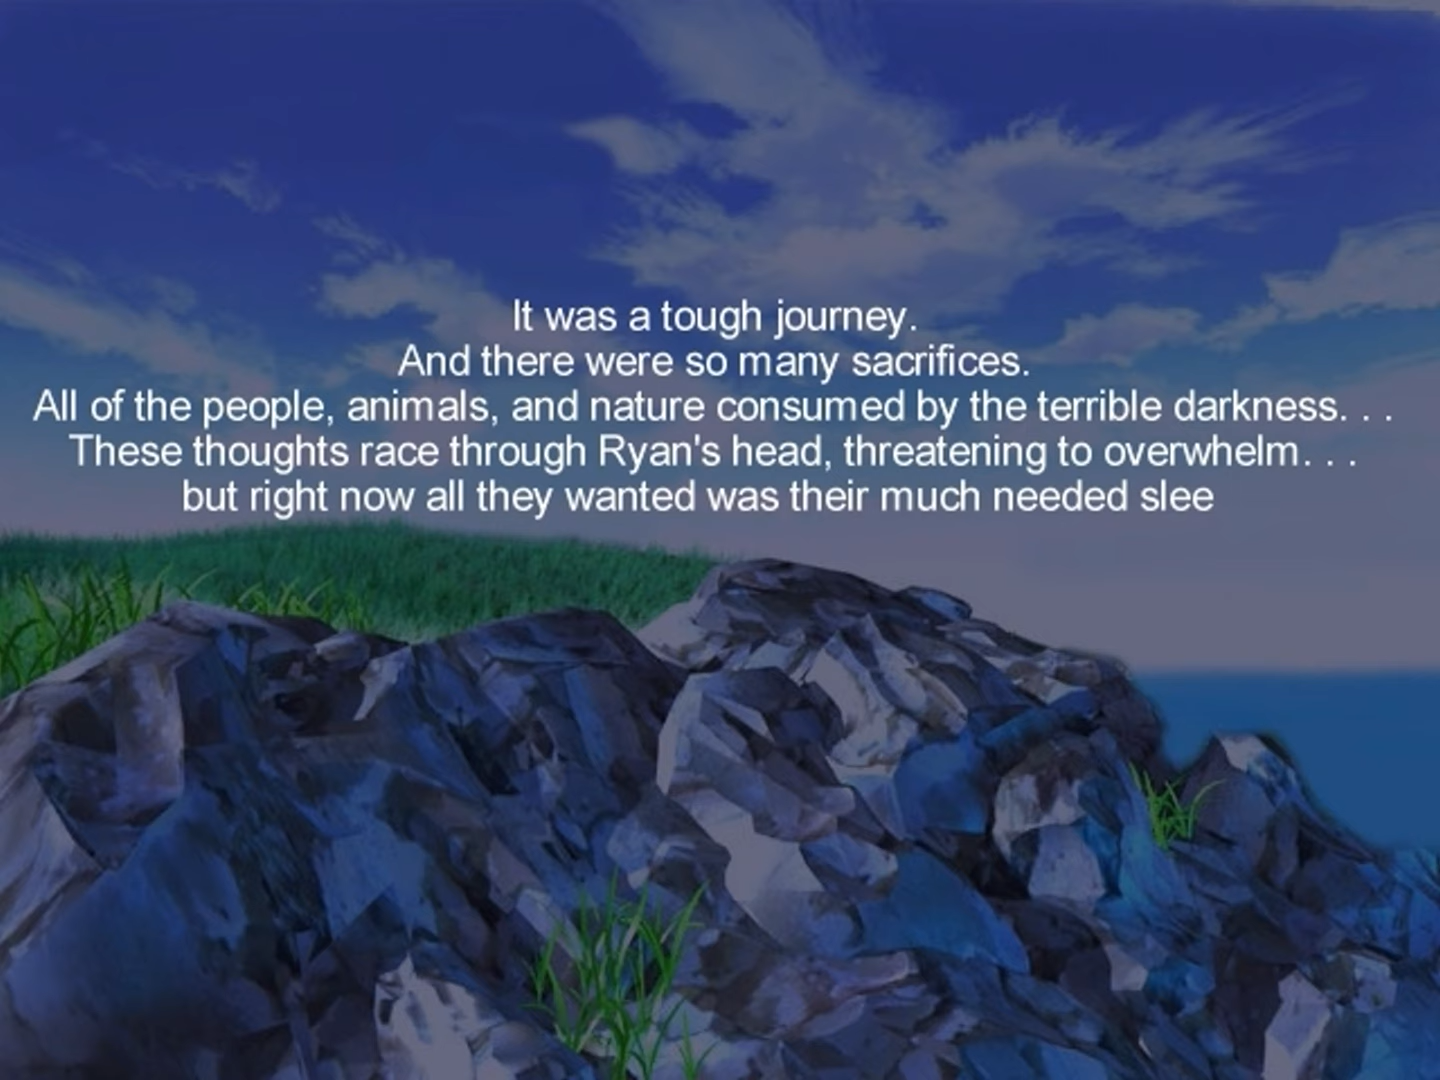 It was a tough journey.
And there were so many sacrifices.
All of the people, animals, and nature consumed by the terrible darkness. . .
These thoughts race through Ryan's head, threatening to overwhelm. . .
but right now all they wanted was their much needed slee